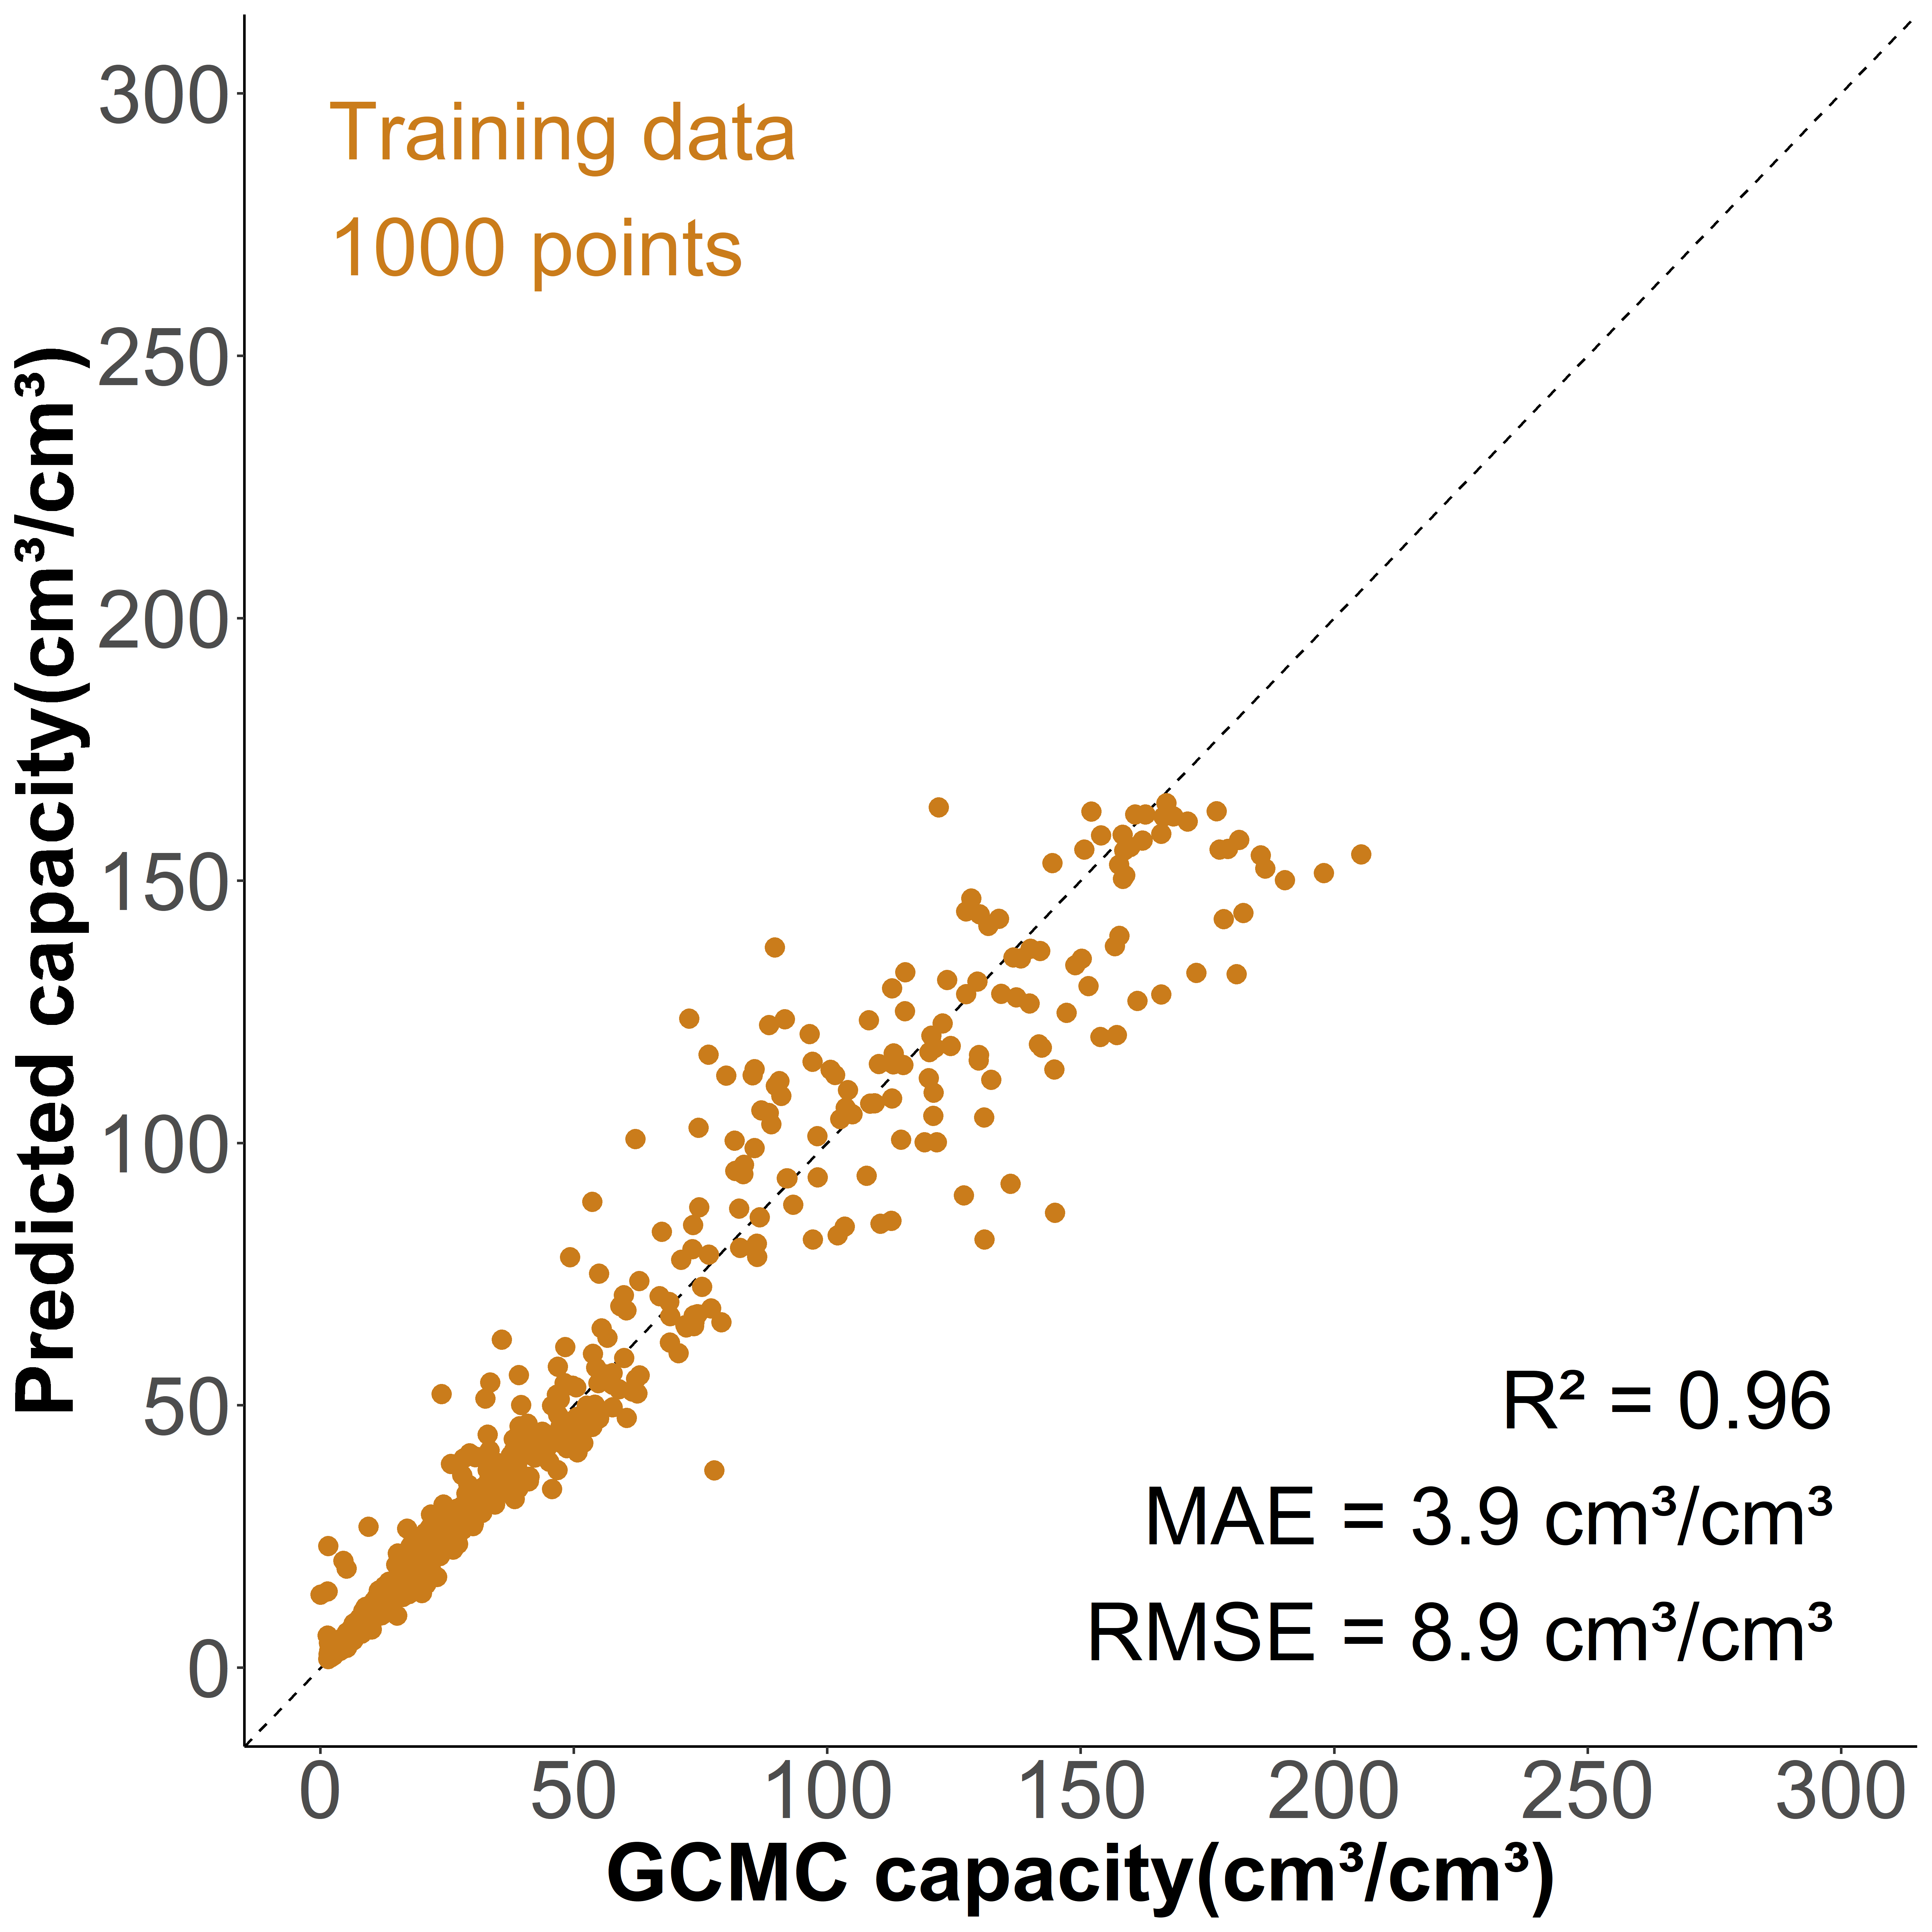 Training data
1000 points
Predicted capacity(cm³/cm³)
300
250
200
150
100
50
0
R² = 0.96
MAE = 3.9 cm³/cm³
RMSE = 8.9 cm³/cm³
0 50 100 150 200 250 300
GCMC capacity(cm³/cm³)